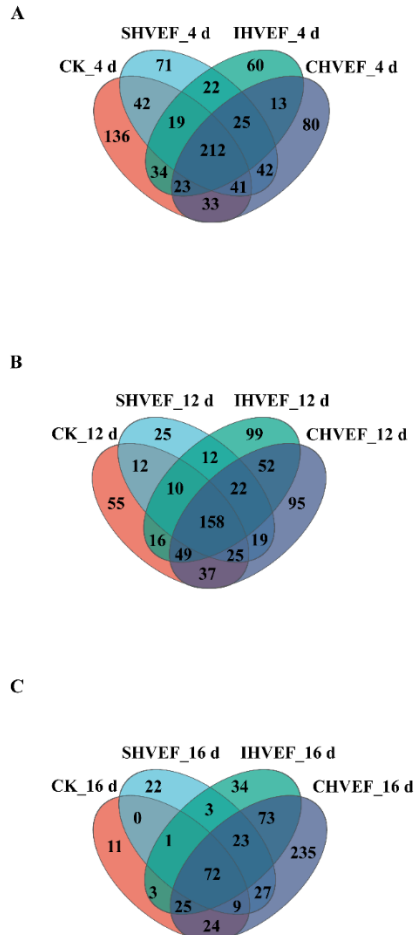 A
SHVEF_4 d IHVEF_4 d
CK_4 d 71 60 CHVEF_4 d
42 22 13
136 19 25 80
212
34 23 41 42
33
B
SHVEF_12 d IHVEF_12 d
CK_12 d 25 99 CHVEF_12 d
12 12 52
55 10 22 95
158
16 49 25 19
37
C
SHVEF_16 d IHVEF_16 d
CK_16 d 22 34 CHVEF_16 d
0 3 73
11 1 23 235
72
3 25 9 27
24